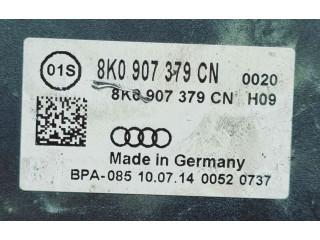 01S 8K0 907 379 CN 0020
8K0 907 379 CN H09
Made in Germany
BPA-085 10.07.14 0052 0737